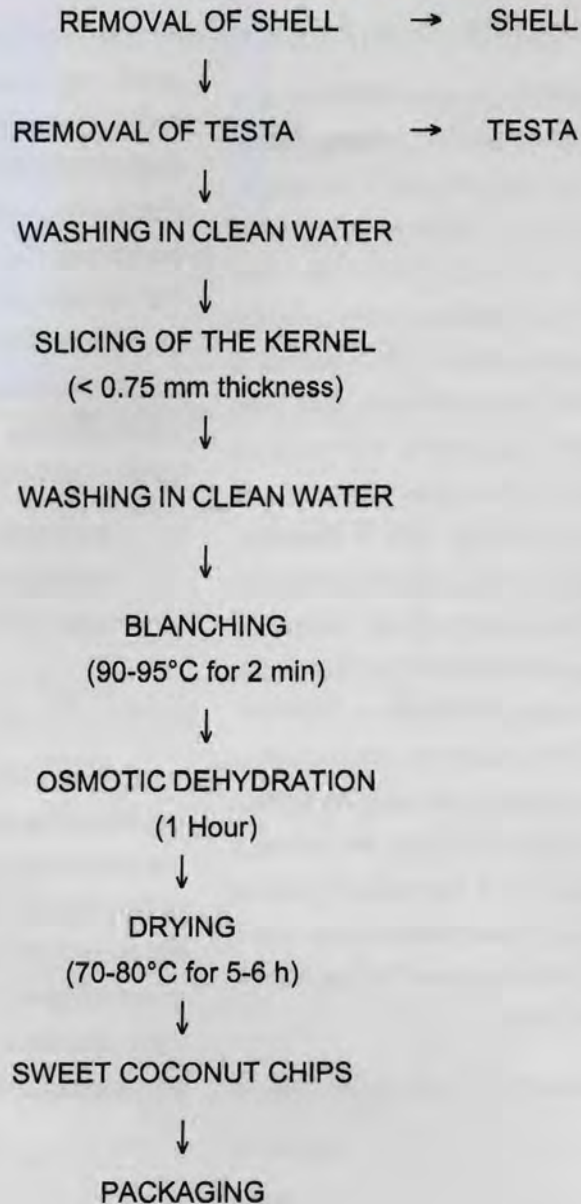 REMOVAL OF SHELL → SHELL
↓
REMOVAL OF TESTA → TESTA
↓
WASHING IN CLEAN WATER
↓
SLICING OF THE KERNEL
(< 0.75 mm thickness)
↓
WASHING IN CLEAN WATER
↓
BLANCHING
(90-95°C for 2 min)
↓
OSMOTIC DEHYDRATION
(1 Hour)
↓
DRYING
(70-80°C for 5-6 h)
↓
SWEET COCONUT CHIPS
↓
PACKAGING